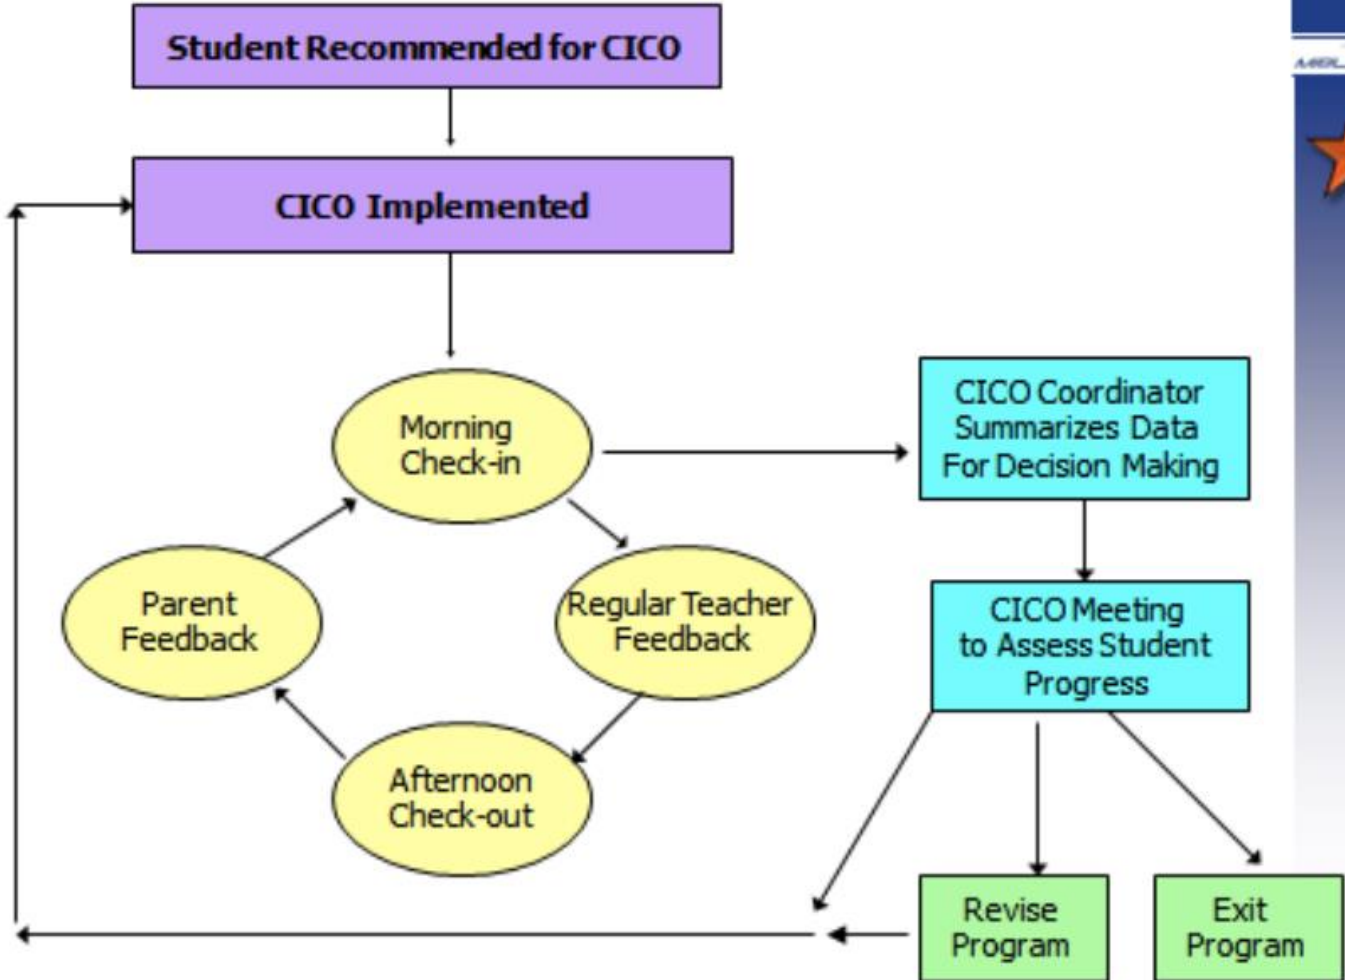 Student Recommended for CICO
CICO Implemented
Morning
Check-in
CICO Coordinator
Summarizes Data
For Decision Making
Parent
Feedback
Regular Teacher
Feedback
CICO Meeting
to Assess Student
Progress
Afternoon
Check-out
Revise
Program
Exit
Program